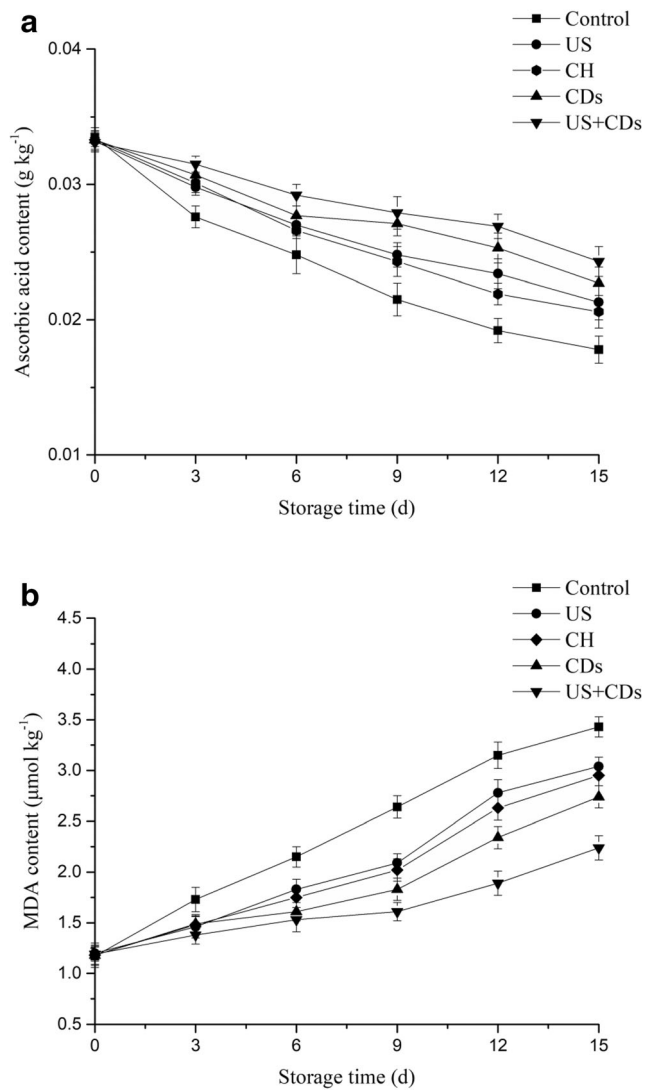 a
Control
US
CH
CDs
US+CDs
0.04
0.03
0.02
0.01
Ascorbic acid content (g kg⁻¹)
0 3 6 9 12 15
Storage time (d)
b
Control
US
CH
CDs
US+CDs
4.5
4.0
3.5
3.0
2.5
2.0
1.5
1.0
0.5
MDA content (μmol kg⁻¹)
0 3 6 9 12 15
Storage time (d)